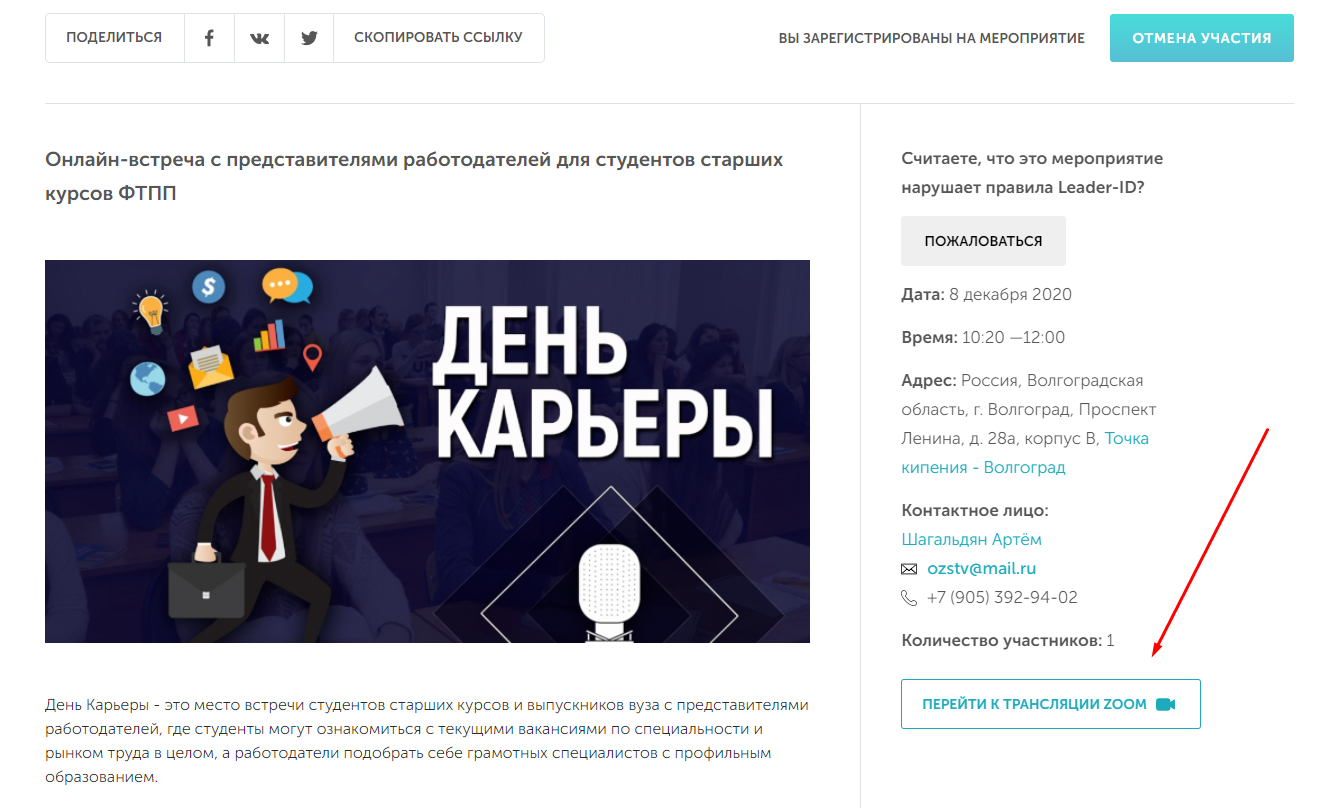 ПОДЕЛИТЬСЯ
СКОПИРОВАТЬ ССЫЛКУ
ВЫ ЗАРЕГИСТРИРОВАНЫ НА МЕРОПРИЯТИЕ
ОТМЕНА УЧАСТИЯ
Онлайн-встреча с представителями работодателей для студентов старших
курсов ФТПП
ДЕНЬ
КАРЬЕРЫ
День Карьеры - это место встречи студентов старших курсов и выпускников вуза с представителями
работодателей, где студенты могут ознакомиться с текущими вакансиями по специальности и
рынком труда в целом, а работодатели подобрать себе грамотных специалистов с профильным
образованием.
Считаете, что это мероприятие
нарушает правила Leader-ID?
ПОЖАЛОВАТЬСЯ
Дата: 8 декабря 2020
Время: 10:20 —12:00
Адрес: Россия, Волгоградская
область, г. Волгоград, Проспект
Ленина, д. 28а, корпус В, Точка
кипения - Волгоград
Контактное лицо:
Шагальдян Артём
ozstv@mail.ru
+7 (905) 392-94-02
Количество участников: 1
ПЕРЕЙТИ К ТРАНСЛЯЦИИ ZOOM